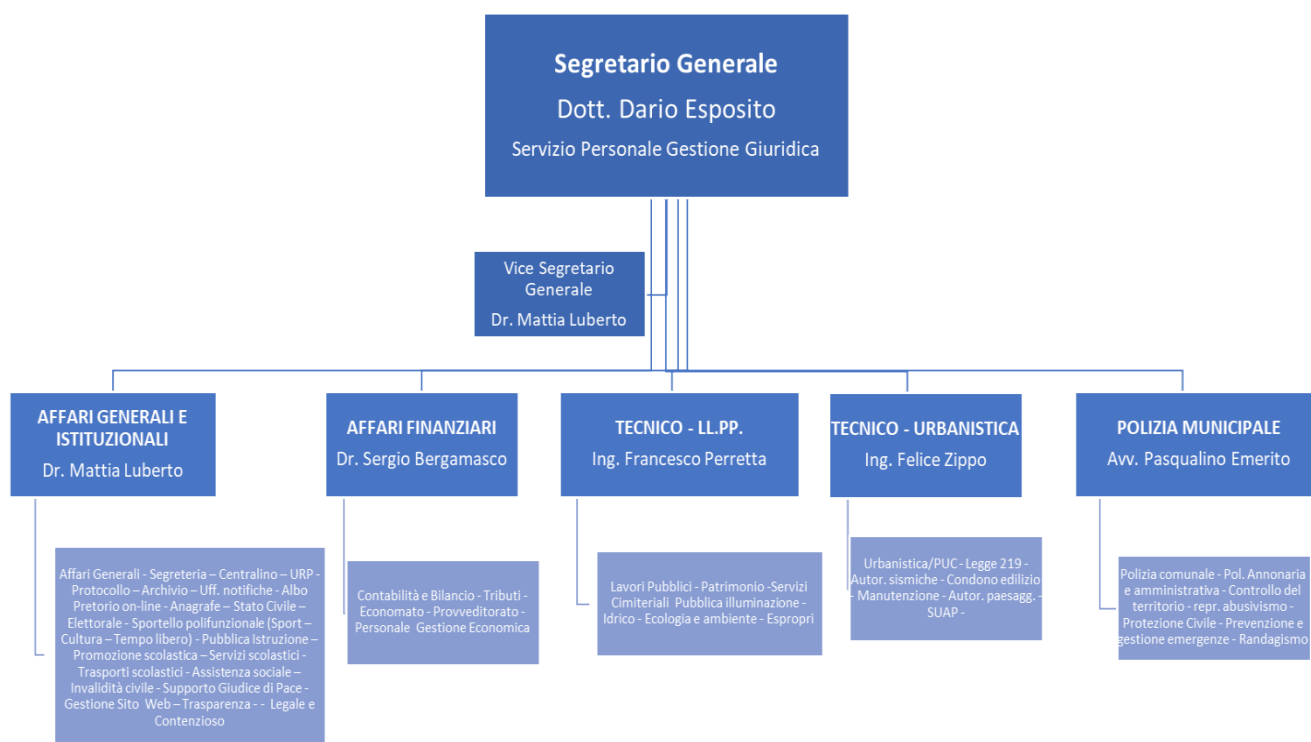 Segretario Generale
Dott. Dario Esposito
Servizio Personale Gestione Giuridica
Vice Segretario
Generale
Dr. Mattia Luberto
AFFARI GENERALI E
ISTITUZIONALI
Dr. Mattia Luberto
AFFARI FINANZIARI
Dr. Sergio Bergamasco
TECNICO - LL.PP.
Ing. Francesco Perretta
TECNICO - URBANISTICA
Ing. Felice Zippo
POLIZIA MUNICIPALE
Avv. Pasqualino Emerito
Affari Generali - Segreteria – Centralino – URP -
Protocollo – Archivio – Uff. notifiche - Albo
Pretorio on-line - Anagrafe – Stato Civile –
Elettorale - Sportello polifunzionale (Sport –
Cultura – Tempo libero) - Pubblica Istruzione –
Promozione scolastica – Servizi scolastici -
Trasporti scolastici - Assistenza sociale –
Invalidità civile - Supporto Giudice di Pace -
Gestione Sito Web – Trasparenza - - Legale e
Contenzioso
Contabilità e Bilancio - Tributi -
Economato - Provveditorato -
Personale Gestione Economica
Lavori Pubblici - Patrimonio -Servizi
Cimiteriali Pubblica illuminazione -
Idrico - Ecologia e ambiente - Espropri
Urbanistica/PUC - Legge 219 -
Autor. sismiche - Condono edilizio
- Manutenzione - Autor. paesagg. -
SUAP -
Polizia comunale - Pol. Annonaria
e amministrativa - Controllo del
territorio - repr. abusivismo -
Protezione Civile - Prevenzione e
gestione emergenze - Randagismo